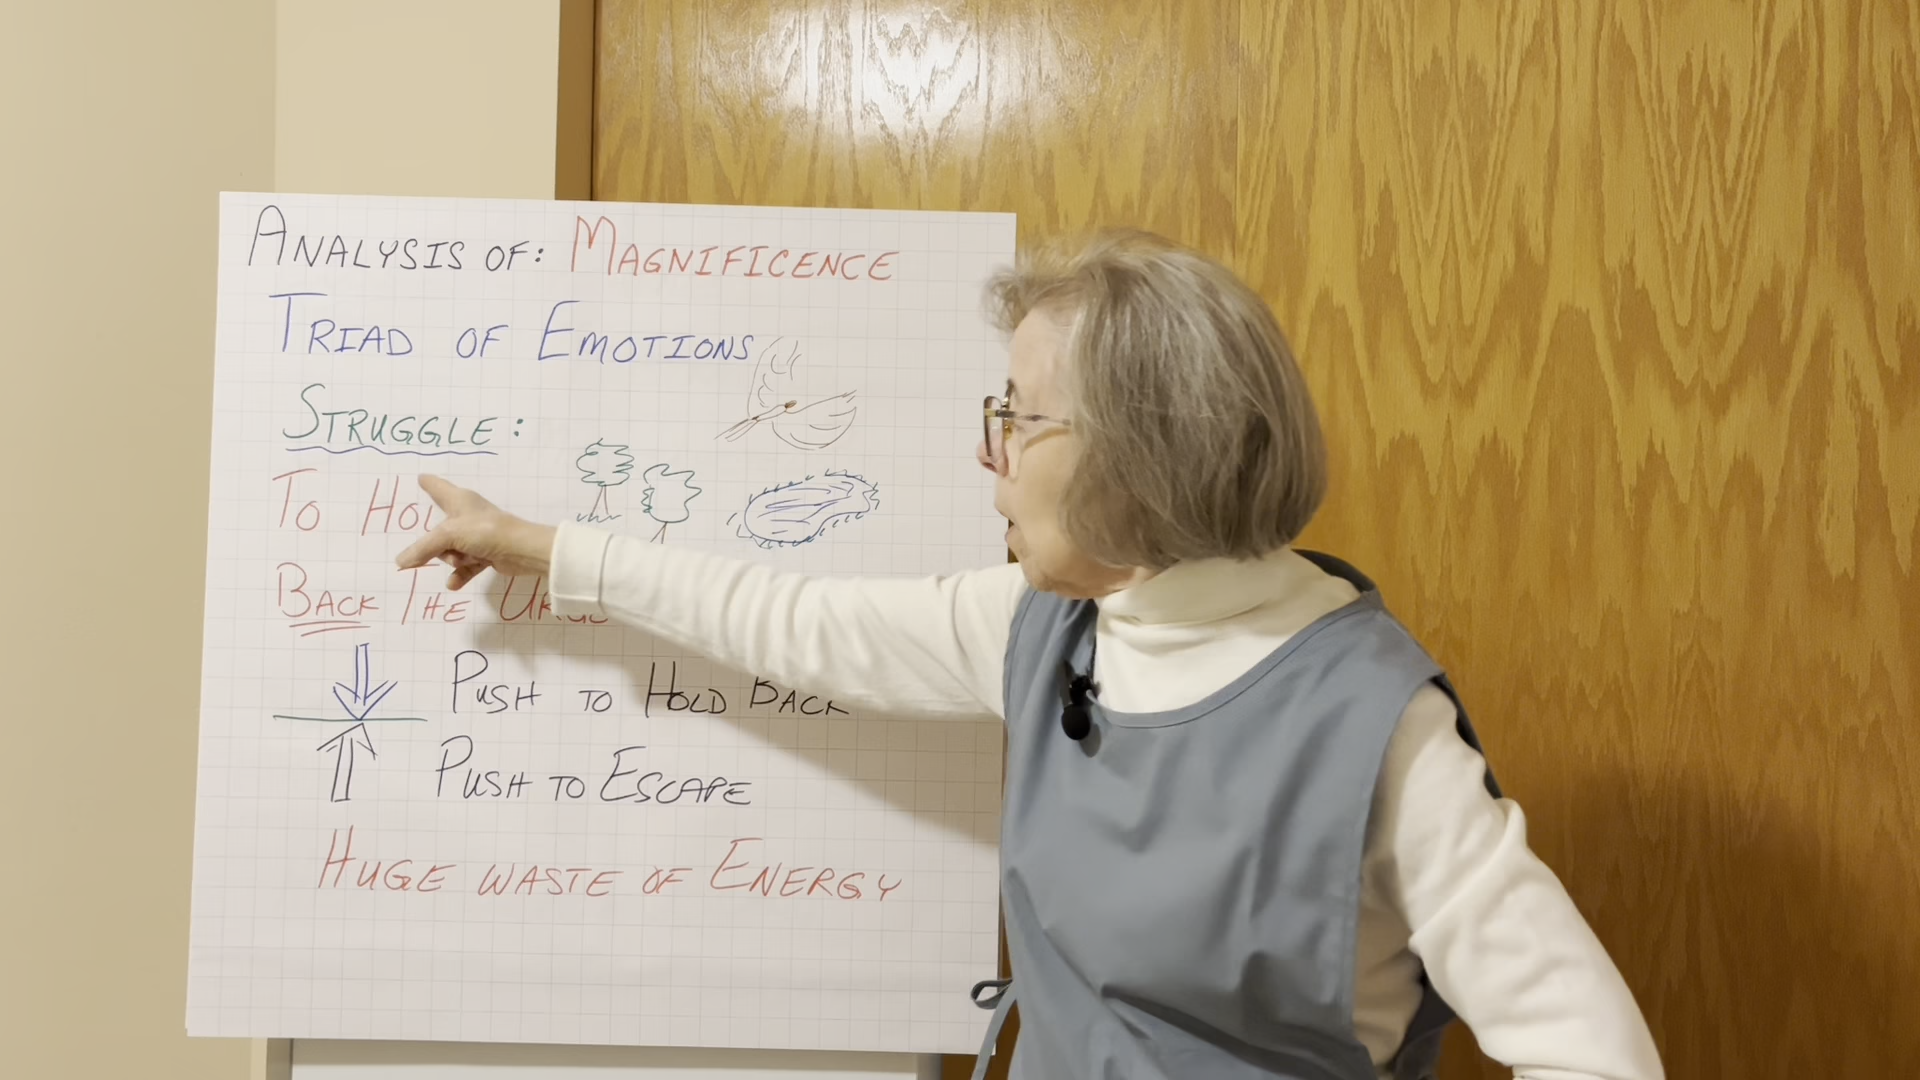 ANALYSIS OF: MAGNIFICENCE
TRIAD OF EMOTIONS
STRUGGLE:
TO
BACK THE
PUSH TO HOLD BACK
PUSH TO ESCAPE
HUGE WASTE OF ENERGY